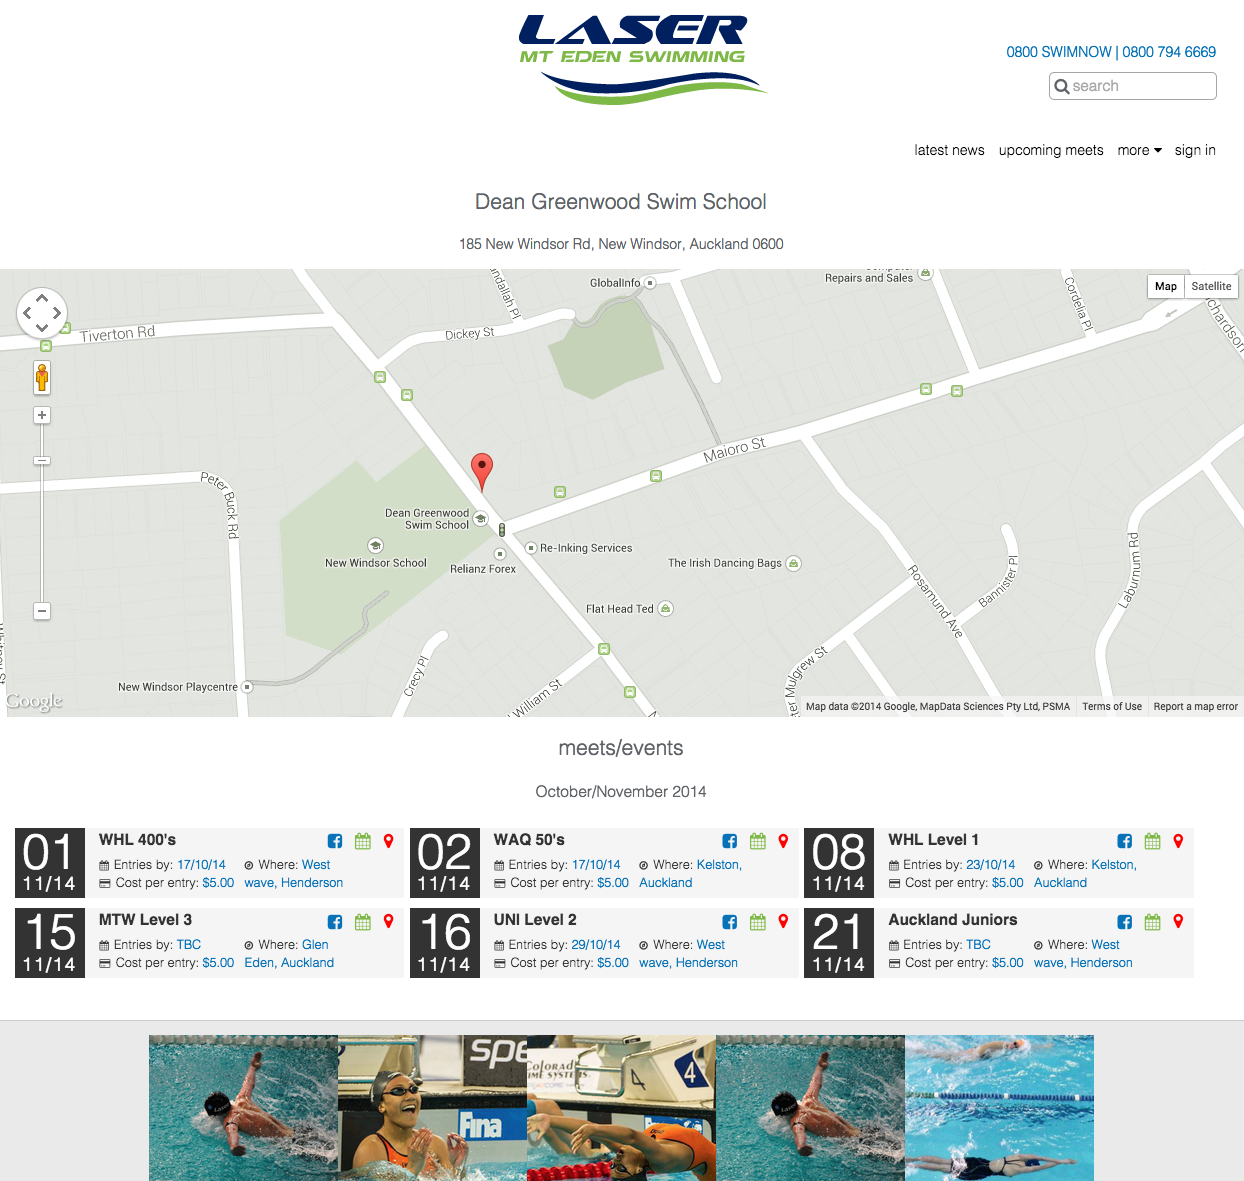 LASER
MT EDEN SWIMMING
0800 SWIMNOW | 0800 794 6669
search
latest news upcoming meets more sign in
Dean Greenwood Swim School
185 New Windsor Rd, New Windsor, Auckland 0600
GlobalInfo
Repairs and Sales
Map Satellite
Cordelia Pl
Tiverton Rd
Dickey St
Maioro St
Peter Buck Rd
Dean Greenwood
Swim School
New Windsor School
Relianz Forex
Re-Inking Services
The Irish Dancing Bags
Flat Head Ted
Rosamund Ave
Bannister Pl
Laburnum Rd
Crecy Pl
William St
Mulgrew St
New Windsor Playcentre
Google
Map data ©2014 Google, MapData Sciences Pty Ltd, PSMA Terms of Use Report a map error
meets/events
October/November 2014
01
11/14
WHL 400's
Entries by: 17/10/14
Cost per entry: $5.00
Where: West
wave, Henderson
02
11/14
WAQ 50's
Entries by: 17/10/14
Cost per entry: $5.00
Where: Kelston,
Auckland
08
11/14
WHL Level 1
Entries by: 23/10/14
Cost per entry: $5.00
Where: Kelston,
Auckland
15
11/14
MTW Level 3
Entries by: TBC
Cost per entry: $5.00
Where: Glen
Eden, Auckland
16
11/14
UNI Level 2
Entries by: 29/10/14
Cost per entry: $5.00
Where: West
wave, Henderson
21
11/14
Auckland Juniors
Entries by: TBC
Cost per entry: $5.00
Where: West
wave, Henderson
spe
Fina
4
4